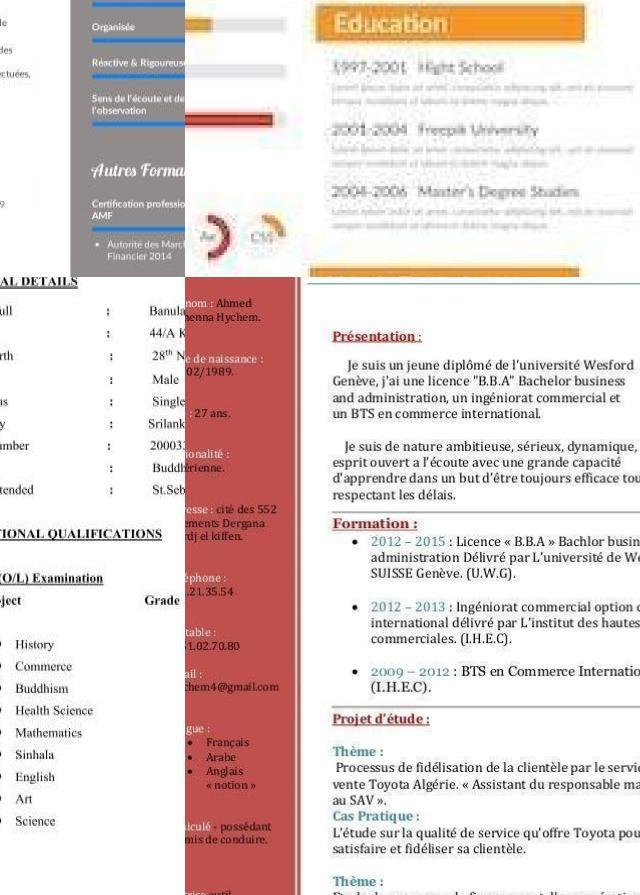 le
des
ectuées,
9
Organisée
Réactive & Rigoureus
Sens de l'écoute et de
l'observation
Autres Forma
Certification professio
AMF
• Autorité des Marc
Financier 2014
Ae
CS5
Education
1997-2001 Hight School
2001-2004 Freepik University
2004-2006 Master's Degree Studies
AL DETAILS
ull : Banula
: 44/A K
rth : 28th N
: Male
us : Single
y : Srilank
umber : 20003
: Buddh
ttended : St.Seb
TIONAL QUALIFICATIONS
(O/L) Examination
ject Grade
History
Commerce
Buddhism
Health Science
Mathematics
Sinhala
English
Art
Science
nom : Ahmed
henna Hychem.
e de naissance :
02/1989.
: 27 ans.
ionalité :
érienne.
esse : cité des 552
ements Dergana
rdj el kiffen.
éphone :
.21.35.54
table :
51.02.70.80
ail :
chem4@gmail.com
gue :
• Français
• Arabe
• Anglais
« notion »
iculé - possédant
mis de conduire.
Présentation :
Je suis un jeune diplômé de l'université Wesford
Genève, j'ai une licence "B.B.A" Bachelor business
and administration, un ingéniorat commercial et
un BTS en commerce international.
Je suis de nature ambitieuse, sérieux, dynamique,
esprit ouvert a l'écoute avec une grande capacité
d'apprendre dans un but d'être toujours efficace tou
respectant les délais.
Formation :
• 2012 – 2015 : Licence « B.B.A » Bachlor busin
administration Délivré par L'université de We
SUISSE Genève. (U.W.G).
• 2012 – 2013 : Ingéniorat commercial option c
international délivré par L'institut des hautes
commerciales. (I.H.E.C).
• 2009 – 2012 : BTS en Commerce Internatio
(I.H.E.C).
Projet d'étude :
Thème :
Processus de fidélisation de la clientèle par le servic
vente Toyota Algérie. « Assistant du responsable ma
au SAV ».
Cas Pratique :
L'étude sur la qualité de service qu'offre Toyota pou
satisfaire et fidéliser sa clientèle.
Thème :